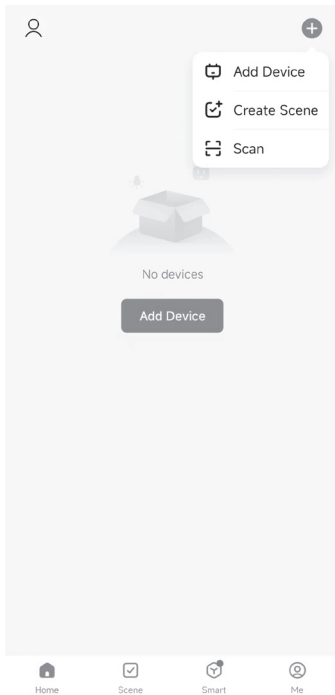 Add Device
Create Scene
Scan
No devices
Add Device
Home
Scene
Smart
Me